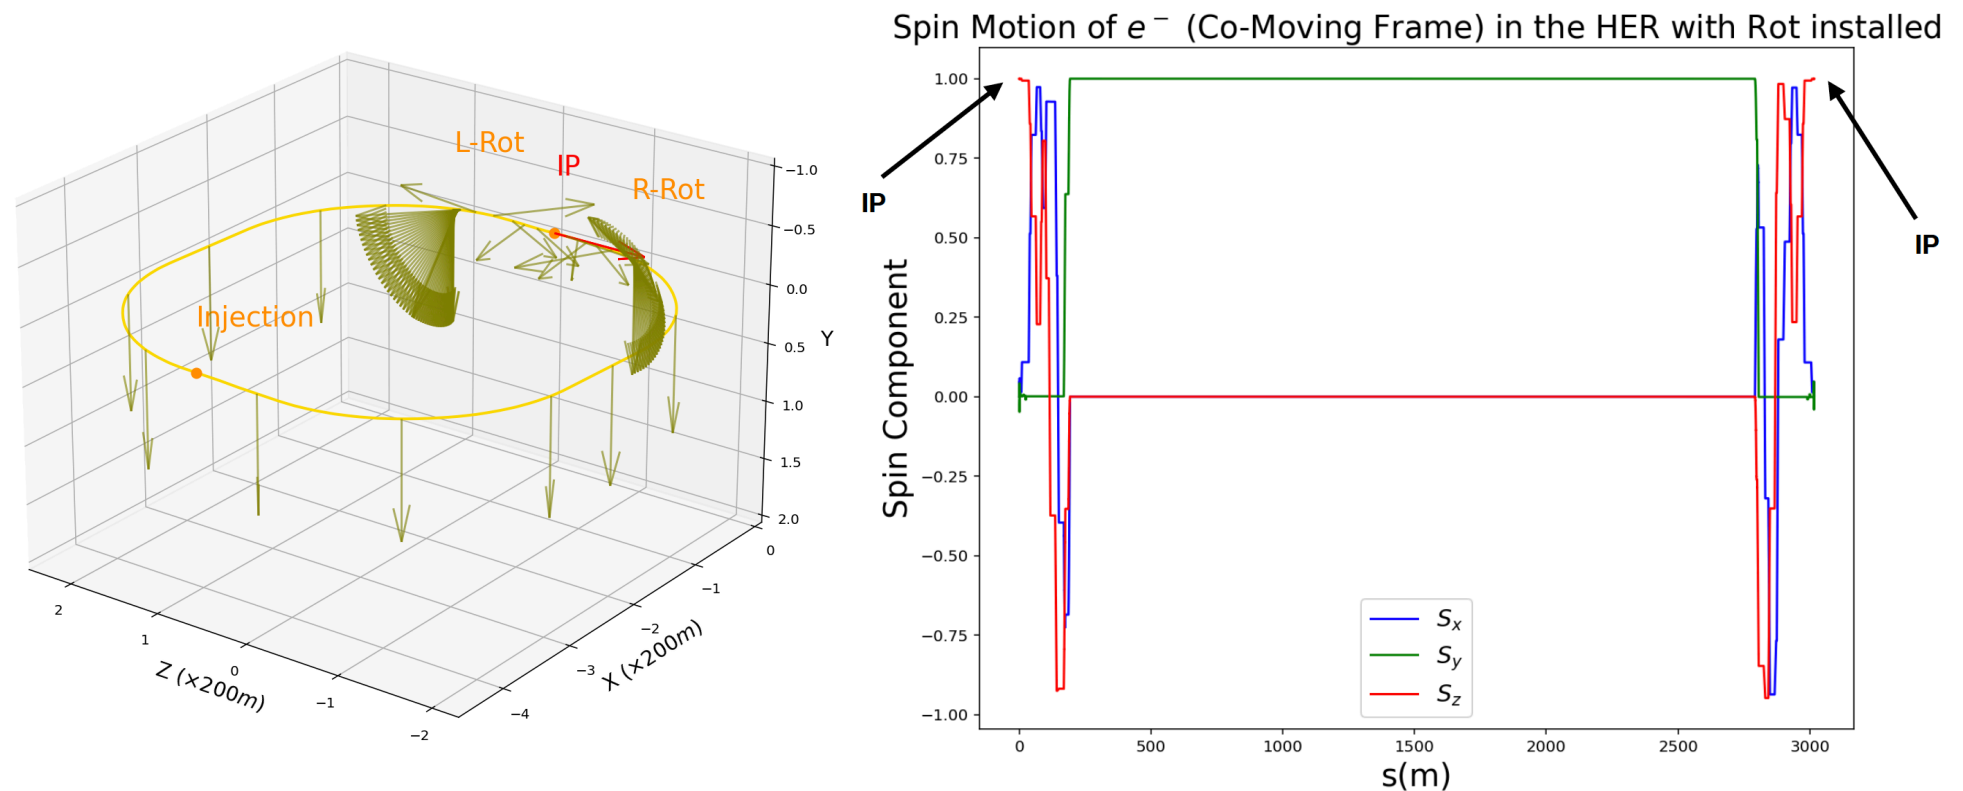 L-Rot
IP
R-Rot
Injection
−1.0
−0.5
0.0
0.5
1.0
1.5
2.0
Y
0
−1
−2
−3
−4
X (×200m)
2
1
0
−1
−2
Z (×200m)
Spin Motion of e⁻ (Co-Moving Frame) in the HER with Rot installed
IP
IP
1.00
0.75
0.50
0.25
0.00
−0.25
−0.50
−0.75
−1.00
Spin Component
Sx
Sy
Sz
0 500 1000 1500 2000 2500 3000
s(m)